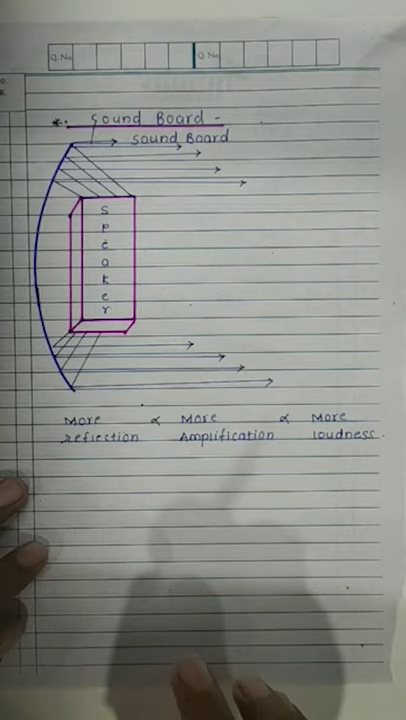 Q.No. Q.No.
*. Sound Board -
Sound Board
S
p
e
a
k
e
r
More ∝ More ∝ More
reflection Amplification loudness.